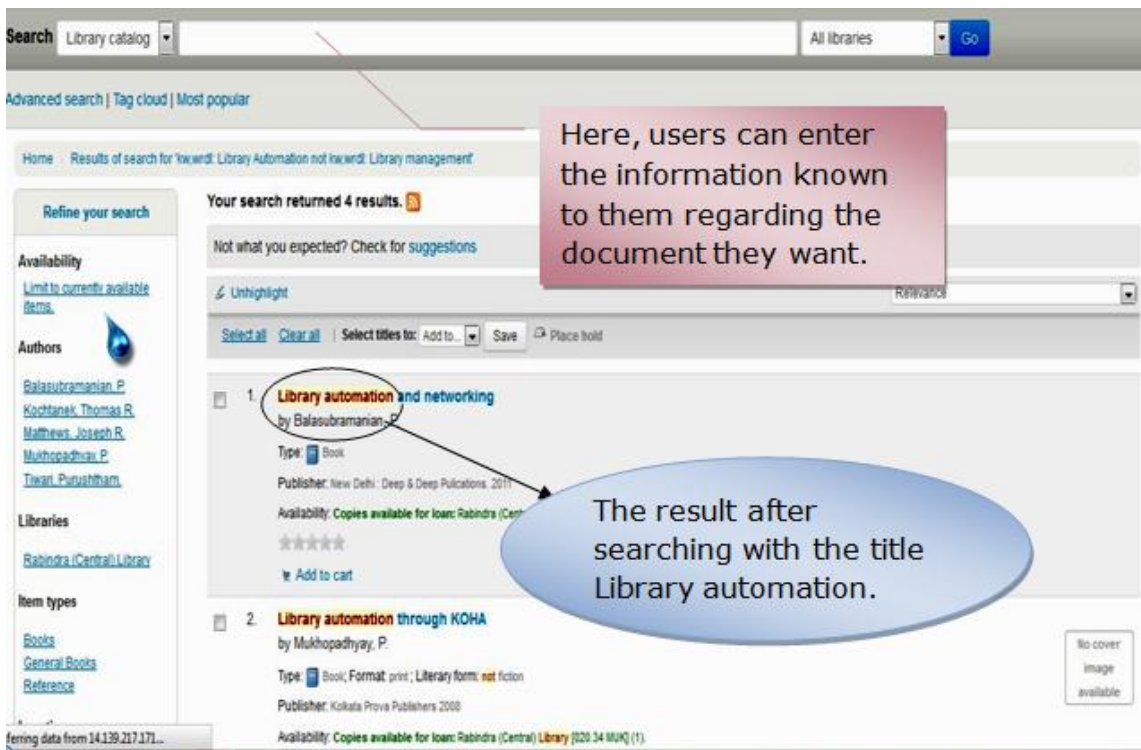 Search Library catalog All libraries Go
Advanced search | Tag cloud | Most popular
Here, users can enter
the information known
to them regarding the
document they want.
Home Results of search for 'kw,wrdl: Library Automation not kw,wrdl: Library management'
Refine your search
Availability
Limit to currently available
items.
Authors
Balasubramanian, P.
Kochtanek, Thomas R.
Matthews, Joseph R.
Mukhopadhyay, P.
Tiwari, Purushtham.
Libraries
Rabindra (Central) Library
Item types
Books
General Books
Reference
Your search returned 4 results.
Not what you expected? Check for suggestions
Unhighlight Relevance
Select all Clear all | Select titles to: Add to... Save Place hold
1. Library automation and networking
by Balasubramanian, P.
Type: Book
Publisher: New Delhi : Deep & Deep Pulications. 2011
Availability: Copies available for loan: Rabindra
Add to cart
The result after
searching with the title
Library automation.
2. Library automation through KOHA
by Mukhopadhyay, P.
Type: Book; Format: print ; Literary form: not fiction
Publisher: Kolkata Prova Publishers 2008
Availability: Copies available for loan: Rabindra (Central) Library [020.34 MUK] (1).
No cover
image
available
ferring data from 14.139.217.171...